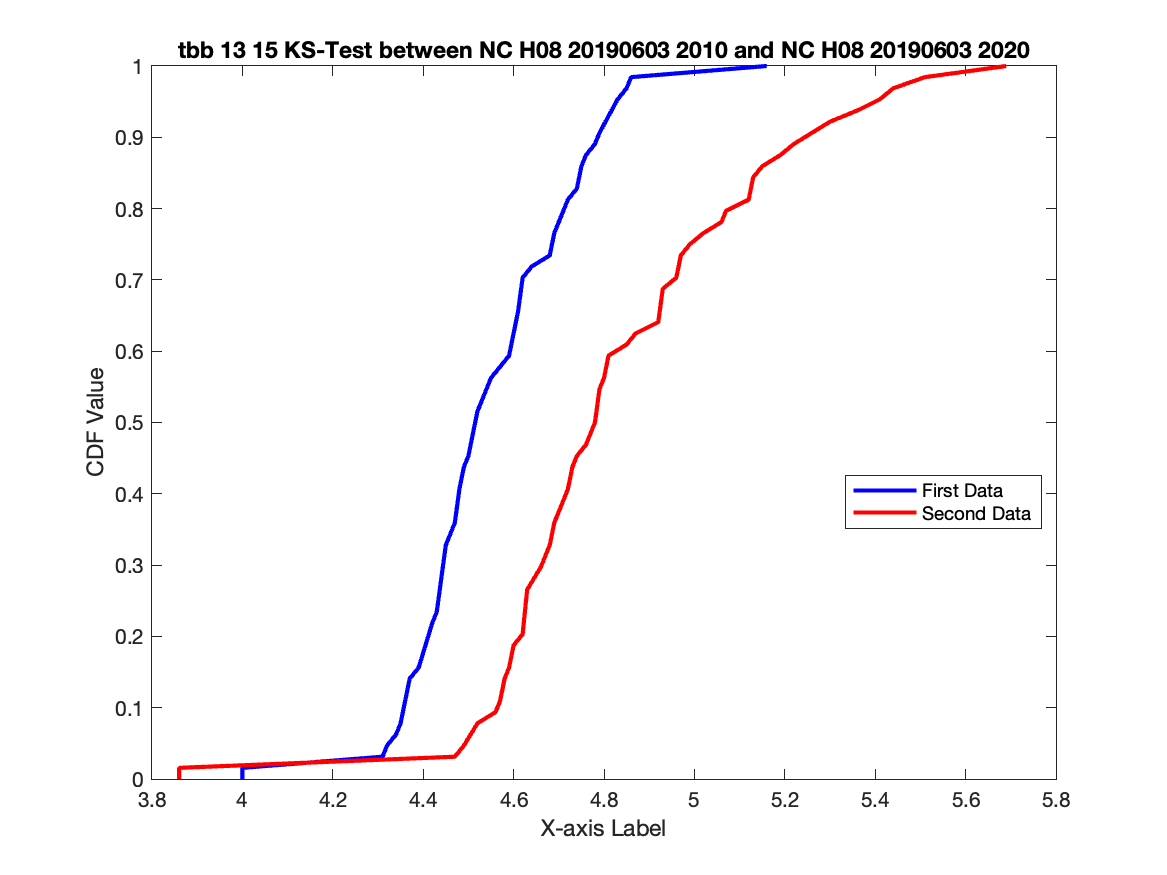 tbb 13 15 KS-Test between NC H08 20190603 2010 and NC H08 20190603 2020
1
0.9
0.8
0.7
0.6
0.5
0.4
0.3
0.2
0.1
0
CDF Value
First Data
Second Data
3.8 4 4.2 4.4 4.6 4.8 5 5.2 5.4 5.6 5.8
X-axis Label